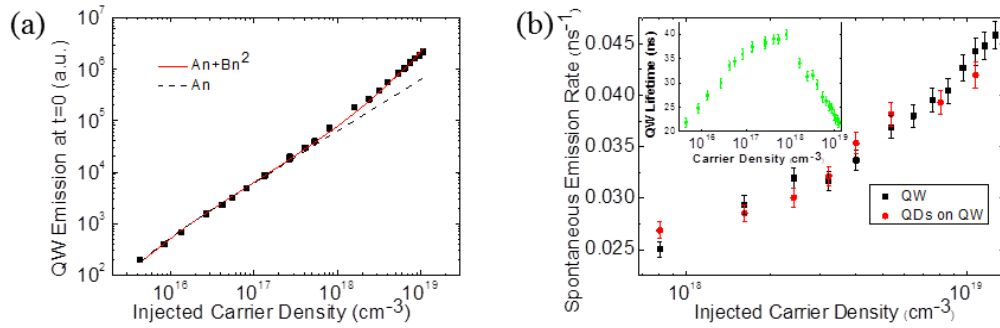 (a)
QW Emission at t=0 (a.u.)
10^6
10^5
10^4
10^3
10^2
An+Bn^2
An
10^16
10^17
10^18
10^19
Injected Carrier Density (cm^-3)
(b)
Spontaneous Emission Rate (ns^-1)
0.045
0.040
0.035
0.030
0.025
QW Lifetime (ns)
40
35
30
25
20
10^16
10^17
10^18
10^19
Carrier Density (cm^-3)
QW
QDs on QW
10^18
10^19
Injected Carrier Density (cm^-3)